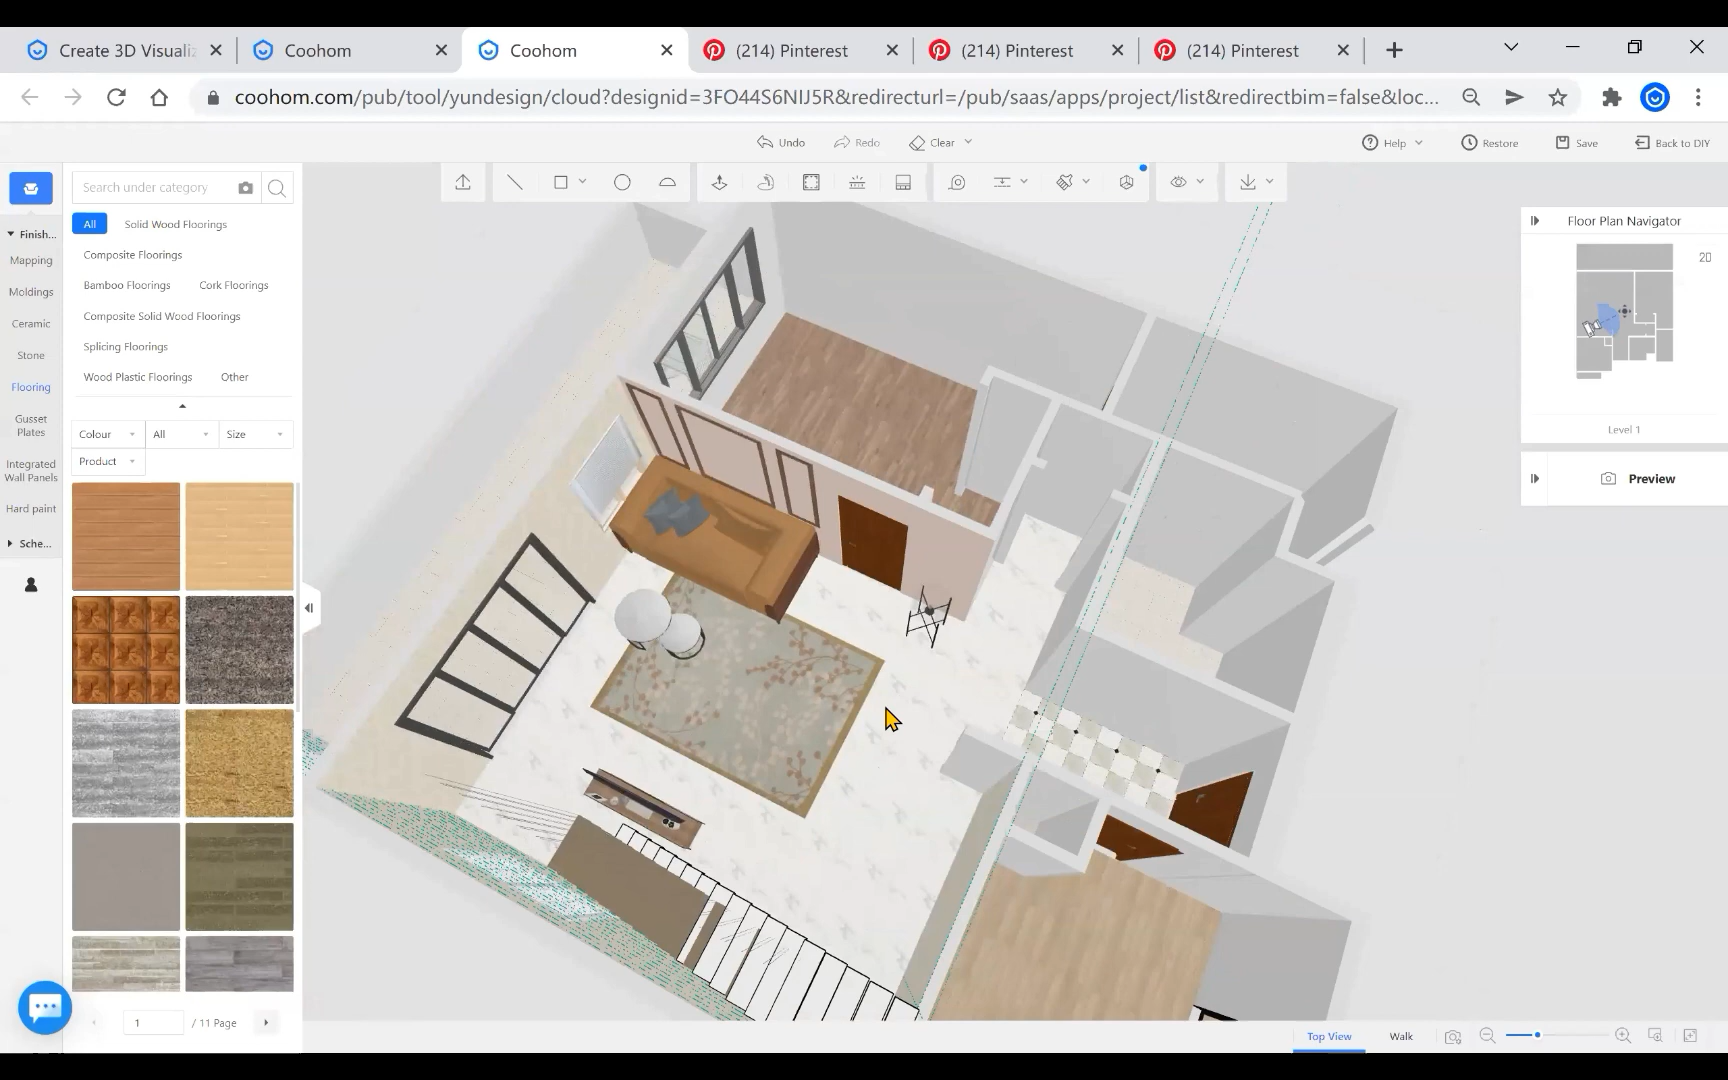 Create 3D Visuali
Coohom
Coohom
(214) Pinterest
(214) Pinterest
(214) Pinterest
coohom.com/pub/tool/yundesign/cloud?designid=3FO44S6NIJ5R&redirecturl=/pub/saas/apps/project/list&redirectbim=false&loc...
Undo
Redo
Clear
Help
Restore
Save
Back to DIY
Search under category
All
Solid Wood Floorings
Composite Floorings
Bamboo Floorings
Cork Floorings
Composite Solid Wood Floorings
Splicing Floorings
Wood Plastic Floorings
Other
Finish...
Mapping
Moldings
Ceramic
Stone
Flooring
Gusset
Plates
Integrated
Wall Panels
Hard paint
Sche...
Colour
All
Size
Product
1
/ 11 Page
Floor Plan Navigator
2D
Level 1
Preview
Top View
Walk